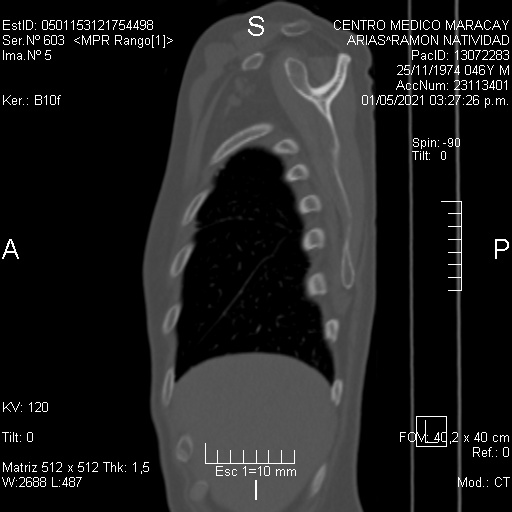 EstID: 0501153121754498
Ser.Nº 603 <MPR Rango[1]>
Ima.Nº 5
Ker.: B10f
S
CENTRO MEDICO MARACAY
ARIAS^RAMON NATIVIDAD
PacID: 13072283
25/11/1974 046Y M
AccNum: 23113401
01/05/2021 03:27:26 p.m.
Spin: -90
Tilt: 0
A
P
KV: 120
Tilt: 0
Matriz 512 x 512 Thk: 1,5
W:2688 L:487
Esc 1=10 mm
I
FOV: 40,2 x 40 cm
Ref.: 0
Mod.: CT